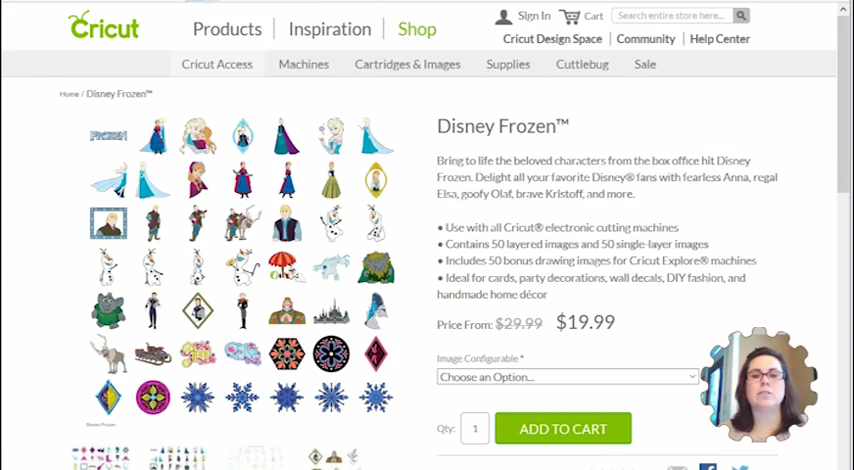 Cricut
Products
Inspiration
Shop
Sign In
Cart
Search entire store here...
Cricut Design Space
Community
Help Center
Cricut Access
Machines
Cartridges & Images
Supplies
Cuttlebug
Sale
Home / Disney Frozen™
FROZEN
Disney Frozen™
Bring to life the beloved characters from the box office hit Disney
Frozen. Delight all your favorite Disney® fans with fearless Anna, regal
Elsa, goofy Olaf, brave Kristoff, and more.
• Use with all Cricut® electronic cutting machines
• Contains 50 layered images and 50 single-layer images
• Includes 50 bonus drawing images for Cricut Explore® machines
• Ideal for cards, party decorations, wall decals, DIY fashion, and
handmade home décor
Price From: $29.99 $19.99
Image Configurable *
Choose an Option...
Qty: 1
ADD TO CART
Disney Frozen